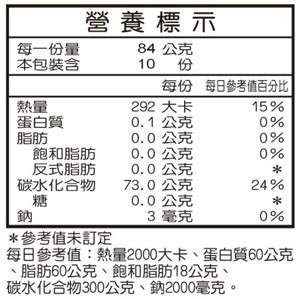 營養標示
每一份量 84 公克
本包裝含 10 份
每份 每日參考值百分比
熱量 292 大卡 15%
蛋白質 0.1 公克 0%
脂肪 0.0 公克 0%
飽和脂肪 0.0 公克 0%
反式脂肪 0.0 公克 *
碳水化合物 73.0 公克 24%
糖 0.0 公克 *
鈉 3 毫克 0%
*參考值未訂定
每日參考值：熱量2000大卡、蛋白質60公克
、脂肪60公克、飽和脂肪18公克、
碳水化合物300公克、鈉2000毫克。